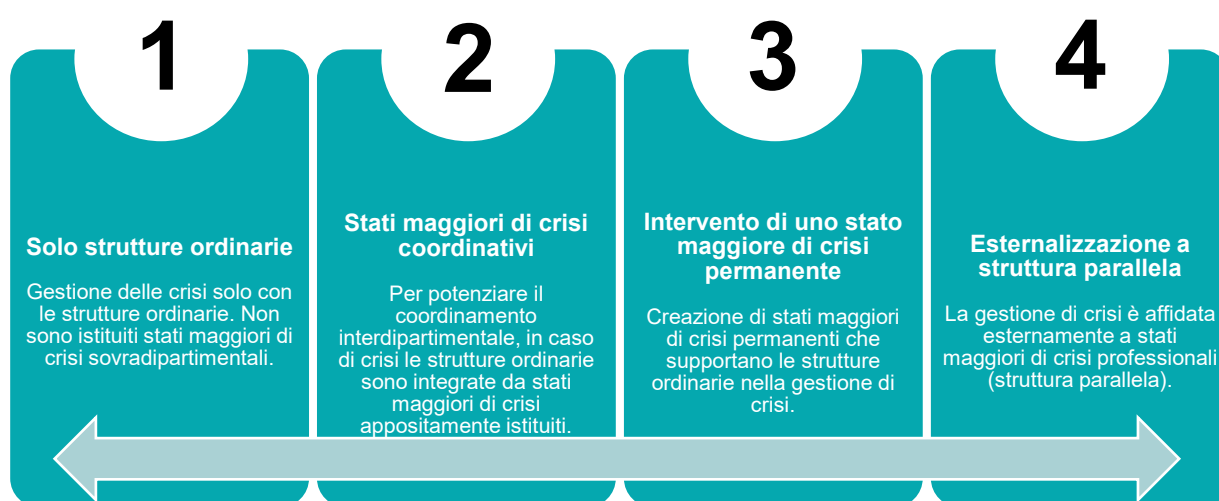 1
Solo strutture ordinarie
Gestione delle crisi solo con
le strutture ordinarie. Non
sono istituiti stati maggiori di
crisi sovradipartimentali.
2
Stati maggiori di crisi
coordinativi
Per potenziare il
coordinamento
interdipartimentale, in caso
di crisi le strutture ordinarie
sono integrate da stati
maggiori di crisi
appositamente istituiti.
3
Intervento di uno stato
maggiore di crisi
permanente
Creazione di stati maggiori
di crisi permanenti che
supportano le strutture
ordinarie nella gestione di
crisi.
4
Esternalizzazione a
struttura parallela
La gestione di crisi è affidata
esternamente a stati
maggiori di crisi professionali
(struttura parallela).